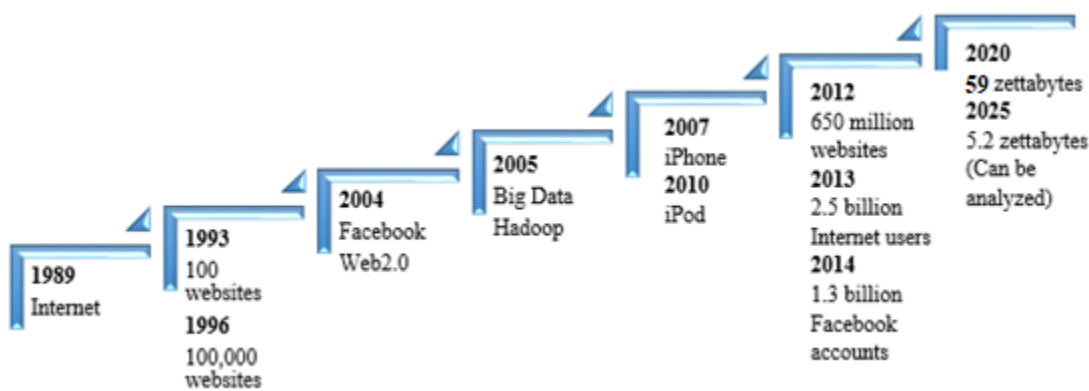 1989
Internet
1993
100
websites
1996
100,000
websites
2004
Facebook
Web2.0
2005
Big Data
Hadoop
2007
iPhone
2010
iPod
2012
650 million
websites
2013
2.5 billion
Internet users
2014
1.3 billion
Facebook
accounts
2020
59 zettabytes
2025
5.2 zettabytes
(Can be
analyzed)